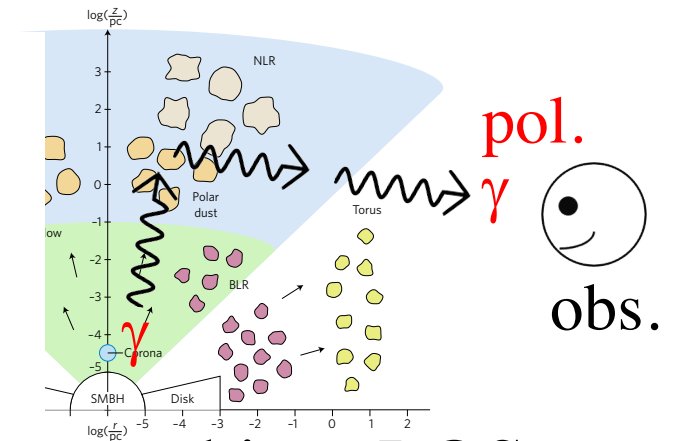 log(z/pc)
NLR
3
2
1
0
-1
-2
-3
-4
-5
Polar
dust
Torus
low
BLR
γ
Corona
SMBH
Disk
log(r/pc)
-5 -4 -3 -2 -1 0 1 2
pol.
γ
obs.